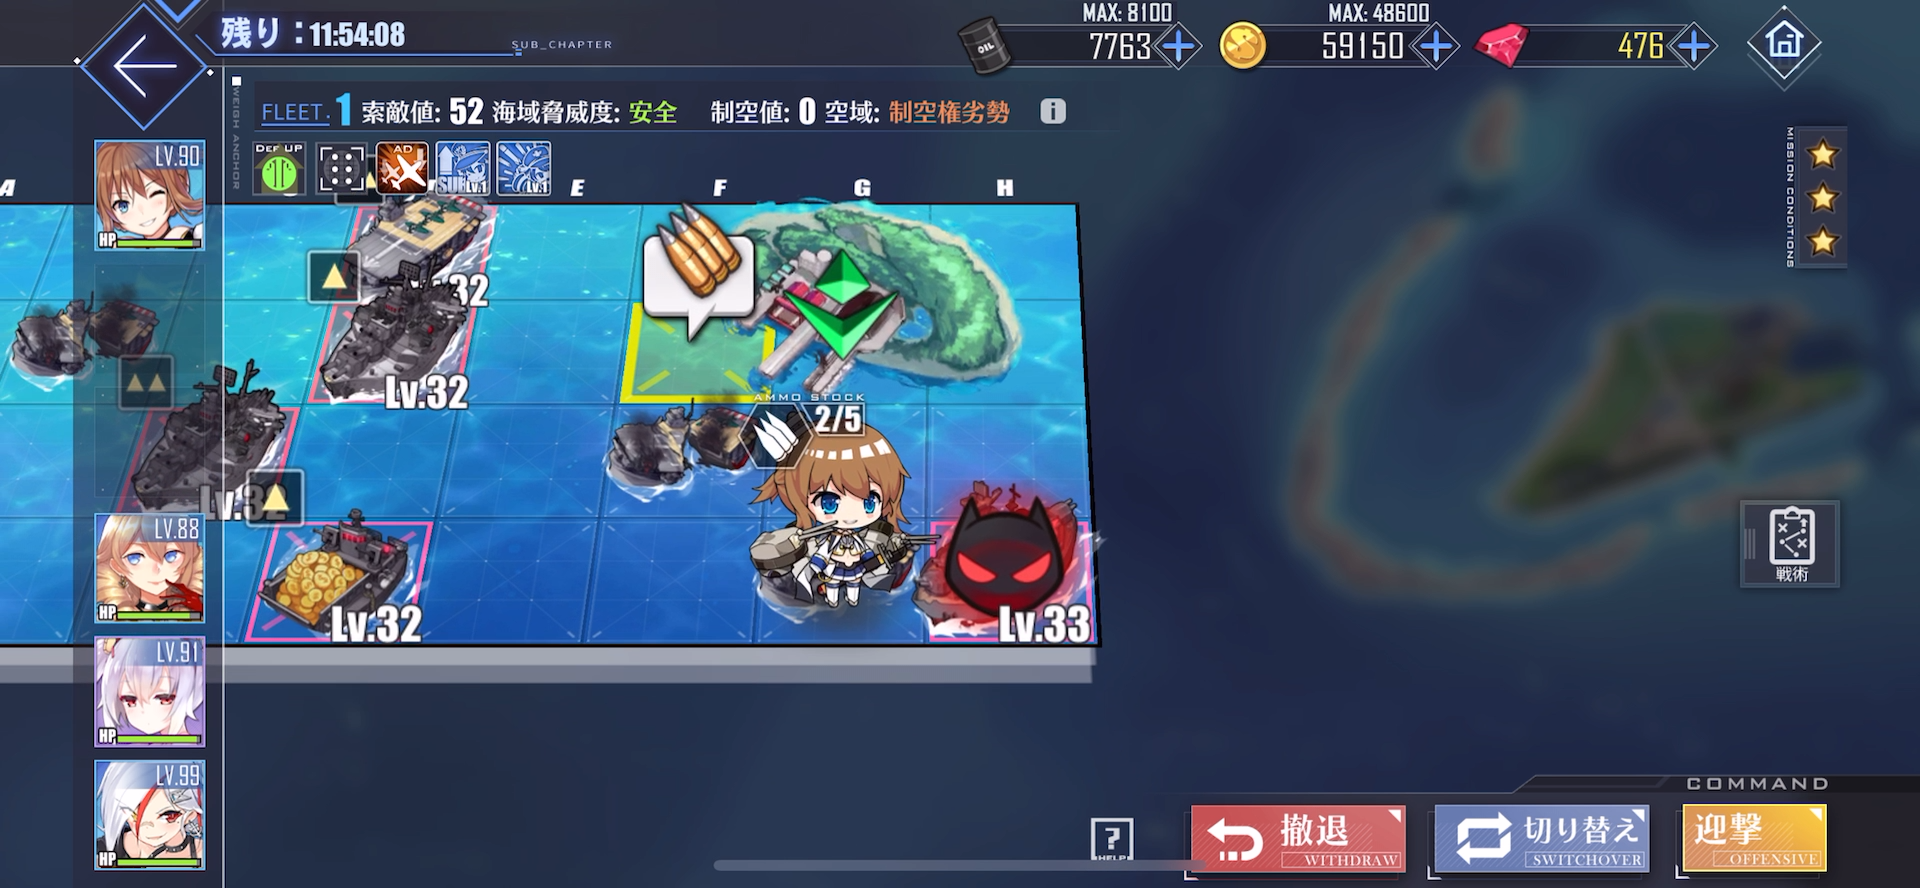 残り：11:54:08
SUB_CHAPTER
OIL
MAX: 8100
7763
MAX: 48600
59150
476
WEIGH ANCHOR
FLEET. 1 索敵値: 52 海域脅威度: 安全 制空値: 0 空域: 制空権劣勢
i
DEF UP
AD
SUB Lv.1
Lv.1
A
E
F
G
H
MISSION CONDITIONS
LV.90
HP
LV.88
HP
LV.91
HP
LV.99
HP
Lv.32
Lv.32
Lv.32
AMMO STOCK
2/5
Lv.33
戦術
COMMAND
?
HELP
撤退
WITHDRAW
切り替え
SWITCHOVER
迎撃
OFFENSIVE